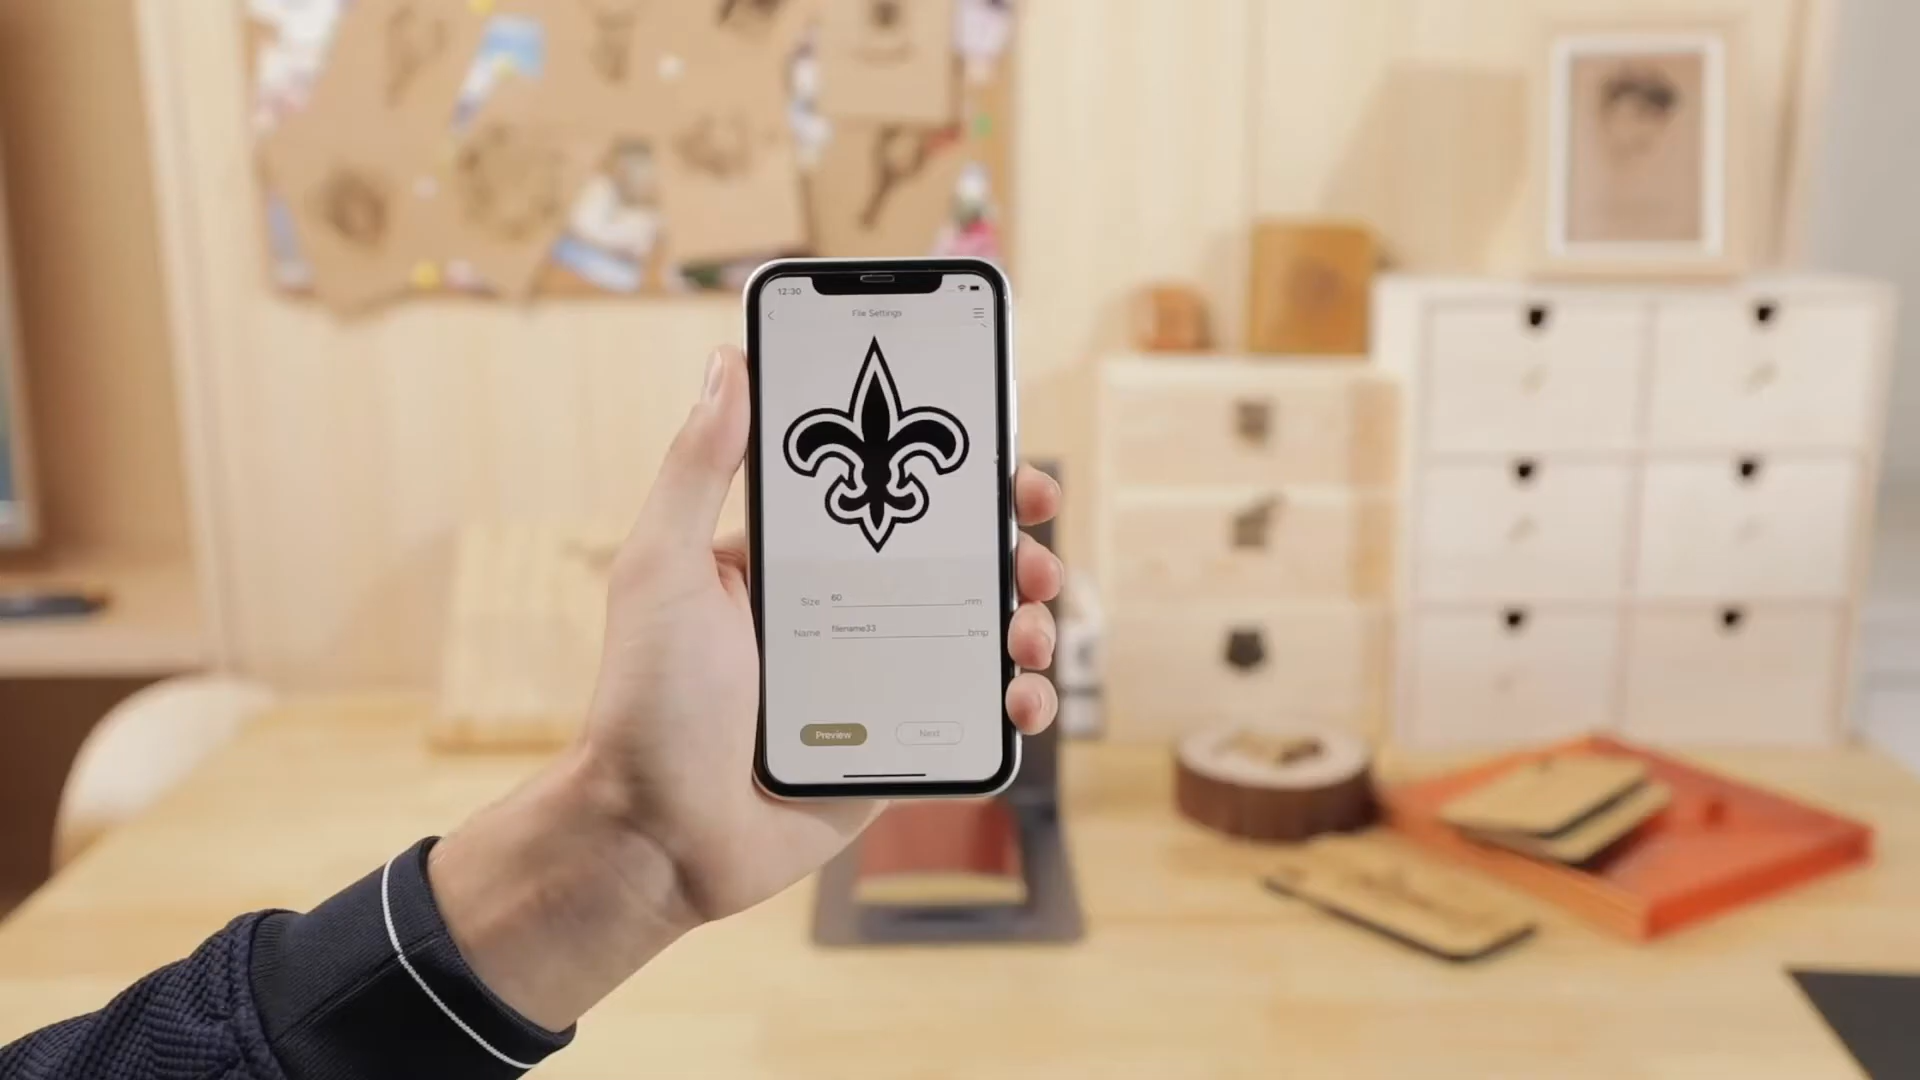 12:30
File Settings
Size 60 mm
Name filename33 .bmp
Preview Next